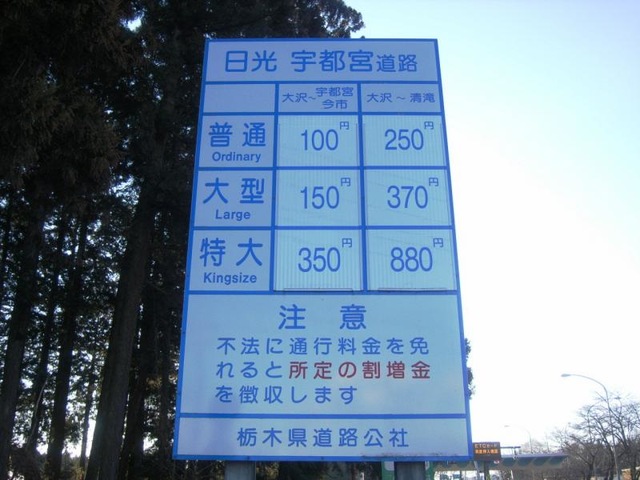 日光 宇都宮道路
大沢～宇都宮 今市 大沢～清滝
普通 Ordinary 100円 250円
大型 Large 150円 370円
特大 Kingsize 350円 880円
注意
不法に通行料金を免
れると所定の割増金
を徴収します
栃木県道路公社